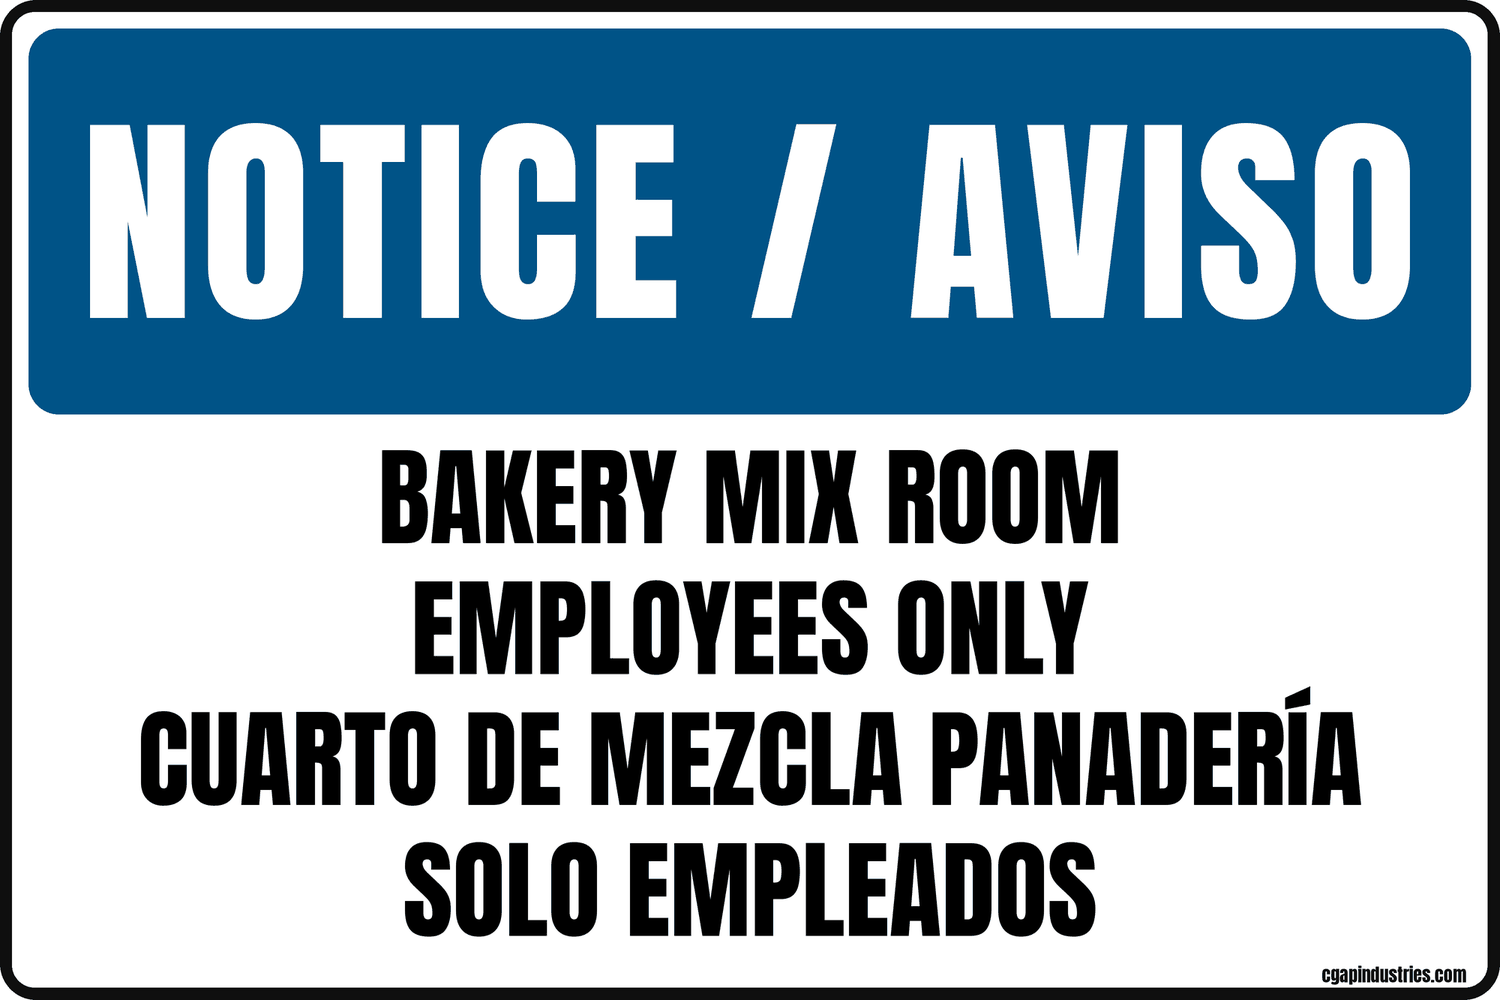 NOTICE / AVISO
BAKERY MIX ROOM
EMPLOYEES ONLY
CUARTO DE MEZCLA PANADERÍA
SOLO EMPLEADOS
cgapindustries.com